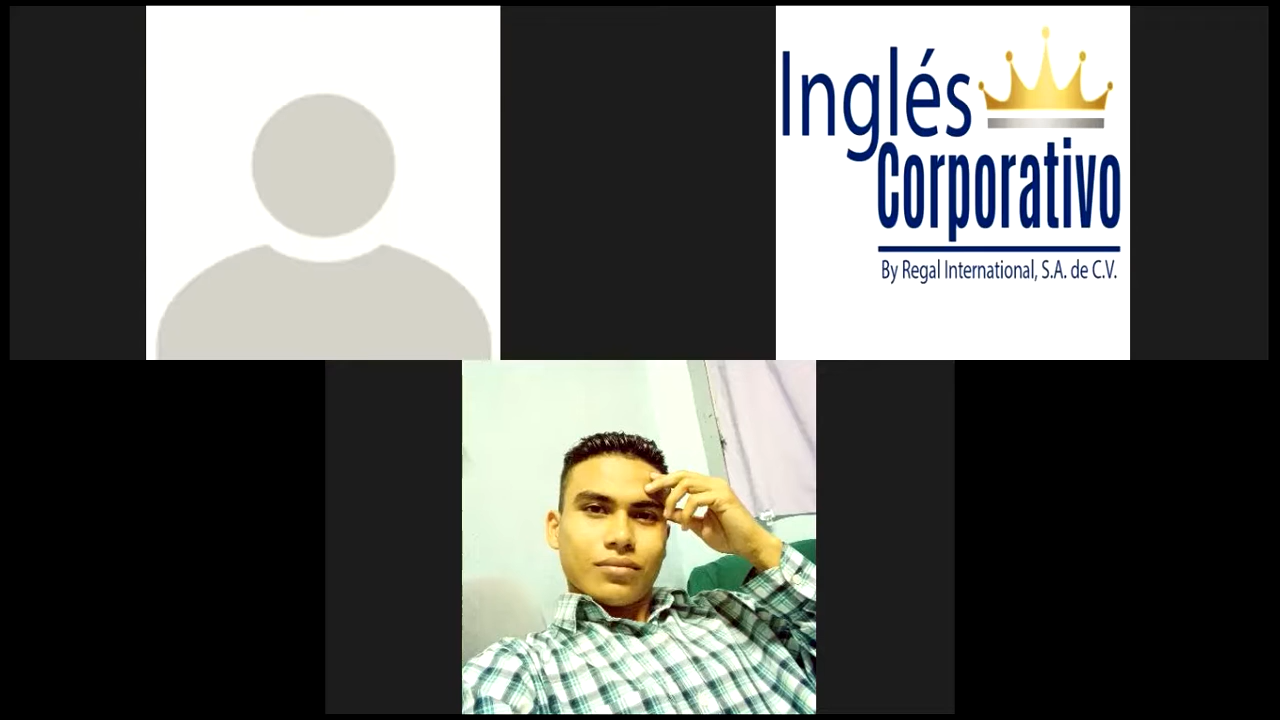 Inglés
Corporativo
By Regal International, S.A. de C.V.